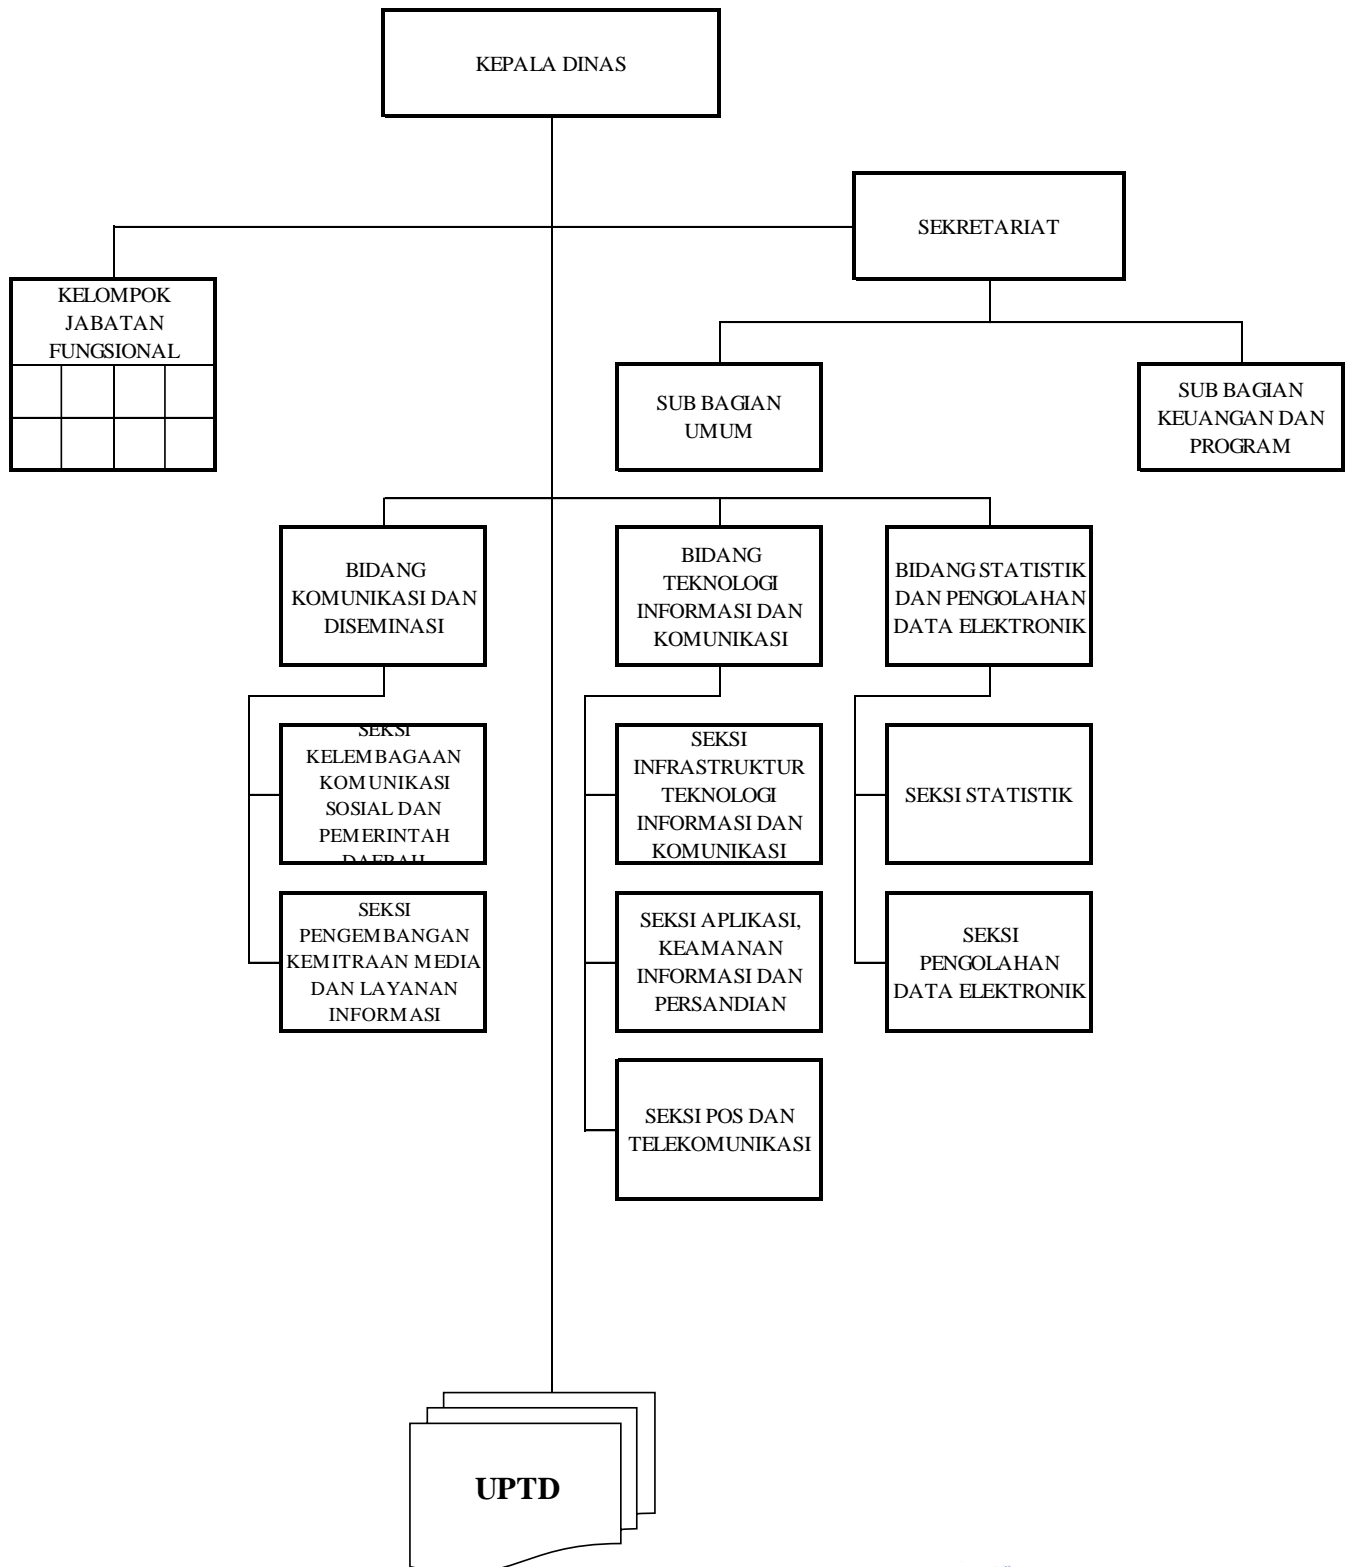 KEPALA DINAS
SEKRETARIAT
KELOMPOK
JABATAN
FUNGSIONAL
SUB BAGIAN
UMUM
SUB BAGIAN
KEUANGAN DAN
PROGRAM
BIDANG
KOMUNIKASI DAN
DISEMINASI
BIDANG
TEKNOLOGI
INFORMASI DAN
KOMUNIKASI
BIDANG STATISTIK
DAN PENGOLAHAN
DATA ELEKTRONIK
SEKSI
KELEMBAGAAN
KOMUNIKASI
SOSIAL DAN
PEMERINTAH
DAERAH
SEKSI
INFRASTRUKTUR
TEKNOLOGI
INFORMASI DAN
KOMUNIKASI
SEKSI STATISTIK
SEKSI
PENGEMBANGAN
KEMITRAAN MEDIA
DAN LAYANAN
INFORMASI
SEKSI APLIKASI,
KEAMANAN
INFORMASI DAN
PERSANDIAN
SEKSI
PENGOLAHAN
DATA ELEKTRONIK
SEKSI POS DAN
TELEKOMUNIKASI
UPTD